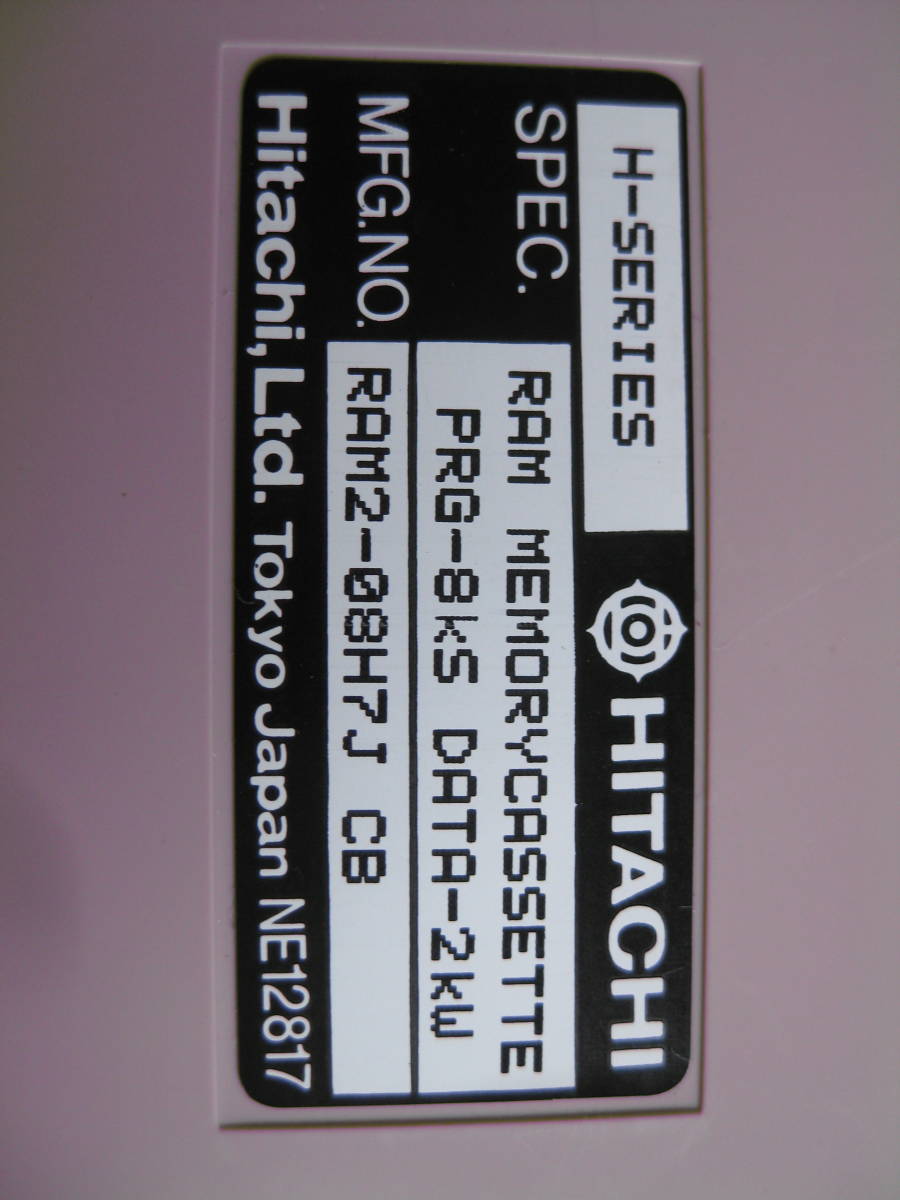 H-SERIES HITACHI
SPEC. RAM MEMORYCASSETTE
PRG-8kS DATA-2kW
MFG.NO. RAM2-08H7J CB
Hitachi, Ltd. Tokyo Japan NE12817